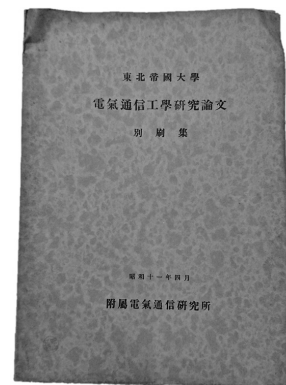 東北帝國大學
電氣通信工學研究論文
別刷集
昭和十一年四月
附屬電氣通信研究所